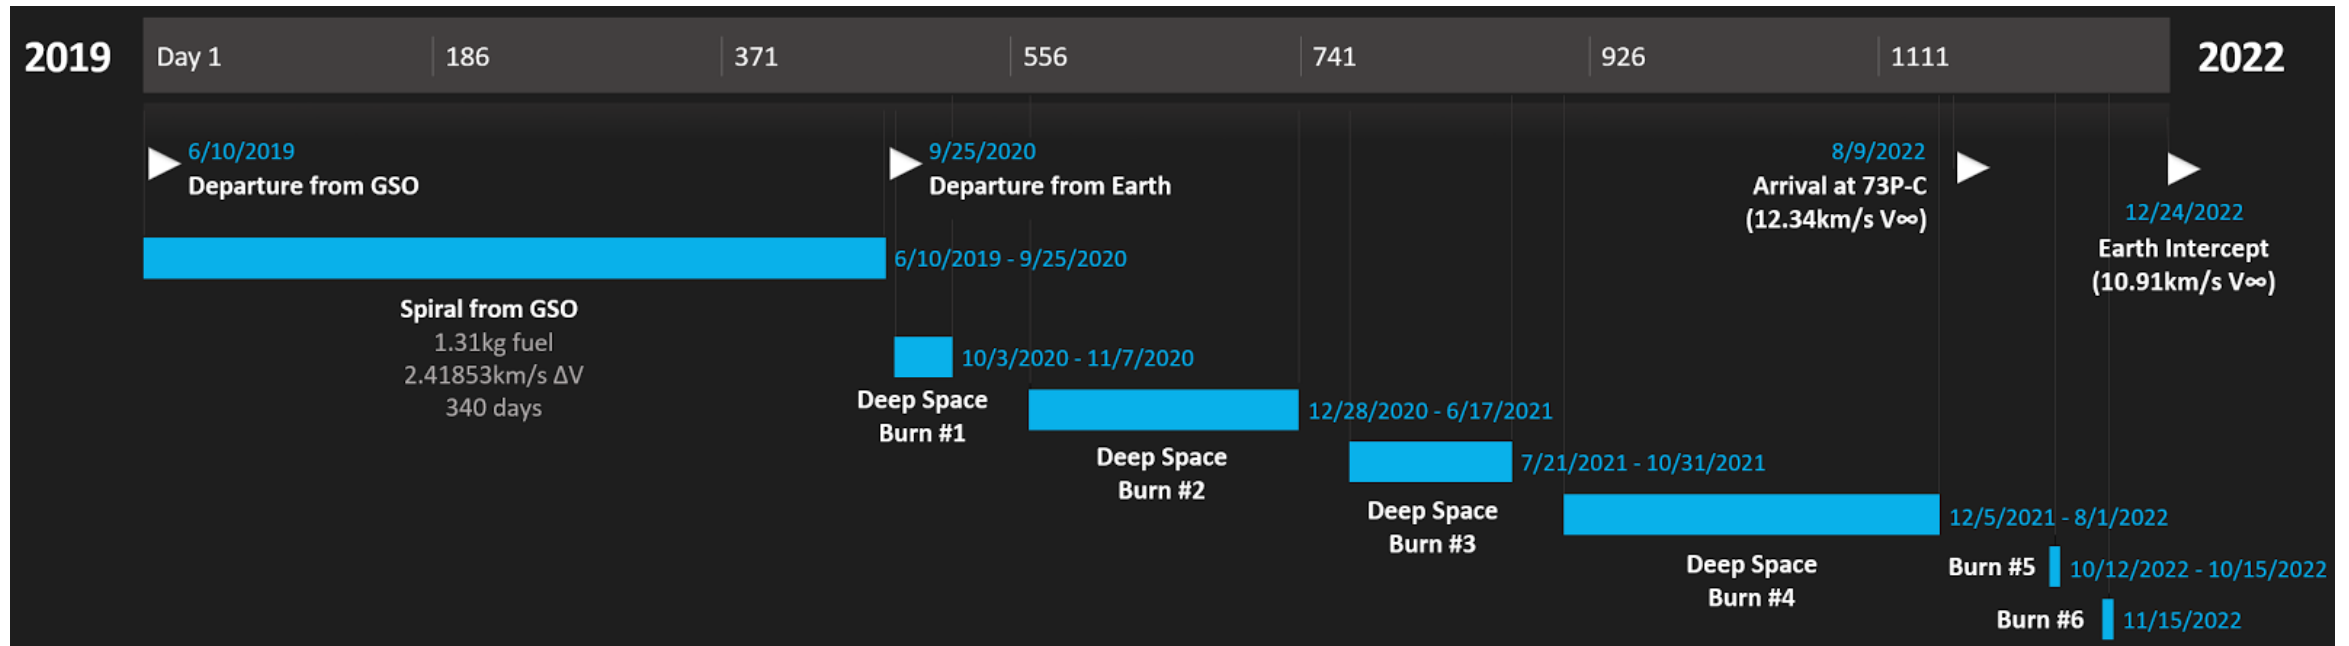 2019
Day 1
186
371
556
741
926
1111
2022
6/10/2019
Departure from GSO
9/25/2020
Departure from Earth
8/9/2022
Arrival at 73P-C
(12.34km/s V∞)
12/24/2022
Earth Intercept
(10.91km/s V∞)
6/10/2019 - 9/25/2020
Spiral from GSO
1.31kg fuel
2.41853km/s ΔV
340 days
10/3/2020 - 11/7/2020
Deep Space
Burn #1
12/28/2020 - 6/17/2021
Deep Space
Burn #2
7/21/2021 - 10/31/2021
Deep Space
Burn #3
12/5/2021 - 8/1/2022
Deep Space
Burn #4
Burn #5
10/12/2022 - 10/15/2022
Burn #6
11/15/2022